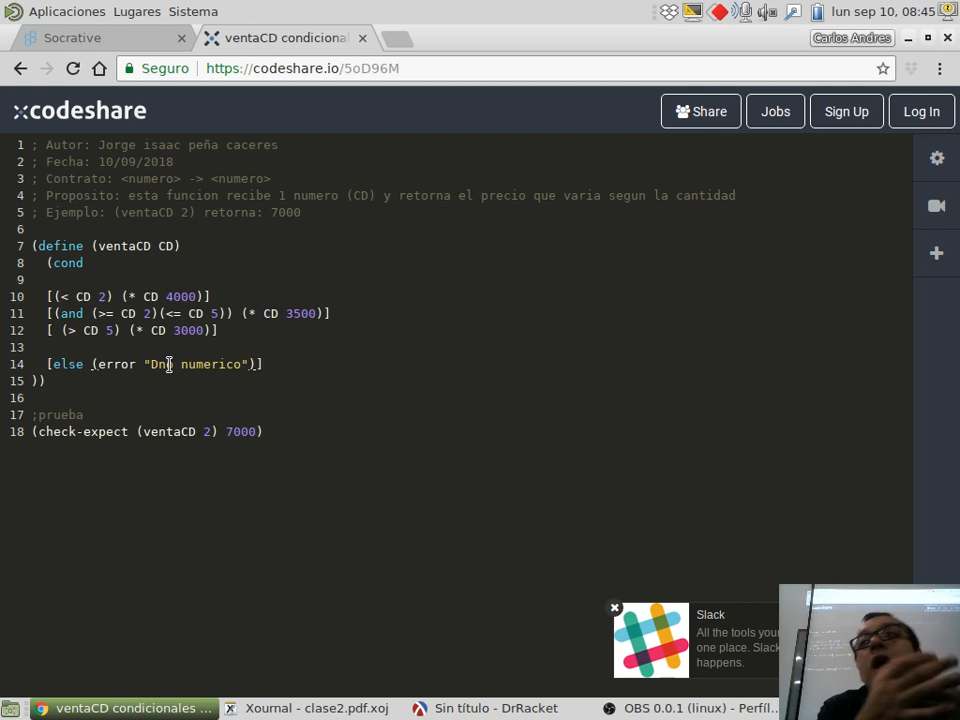 Aplicaciones Lugares Sistema
lun sep 10, 08:45
Socrative
ventaCD condicional
Carlos Andres
Seguro https://codeshare.io/5oD96M
codeshare
Share
Jobs
Sign Up
Log In
1 ; Autor: Jorge isaac peña caceres
2 ; Fecha: 10/09/2018
3 ; Contrato: <numero> -> <numero>
4 ; Proposito: esta funcion recibe 1 numero (CD) y retorna el precio que varia segun la cantidad
5 ; Ejemplo: (ventaCD 2) retorna: 7000
6
7 (define (ventaCD CD)
8 (cond
9
10 [(< CD 2) (* CD 4000)]
11 [(and (>= CD 2)(<= CD 5)) (* CD 3500)]
12 [ (> CD 5) (* CD 3000)]
13
14 [else (error "Dno numerico")]
15 ))
16
17 ;prueba
18 (check-expect (ventaCD 2) 7000)
Slack
All the tools your
one place. Slack
happens.
ventaCD condicionales ...
Xournal - clase2.pdf.xoj
Sin título - DrRacket
OBS 0.0.1 (linux) - Perfil...